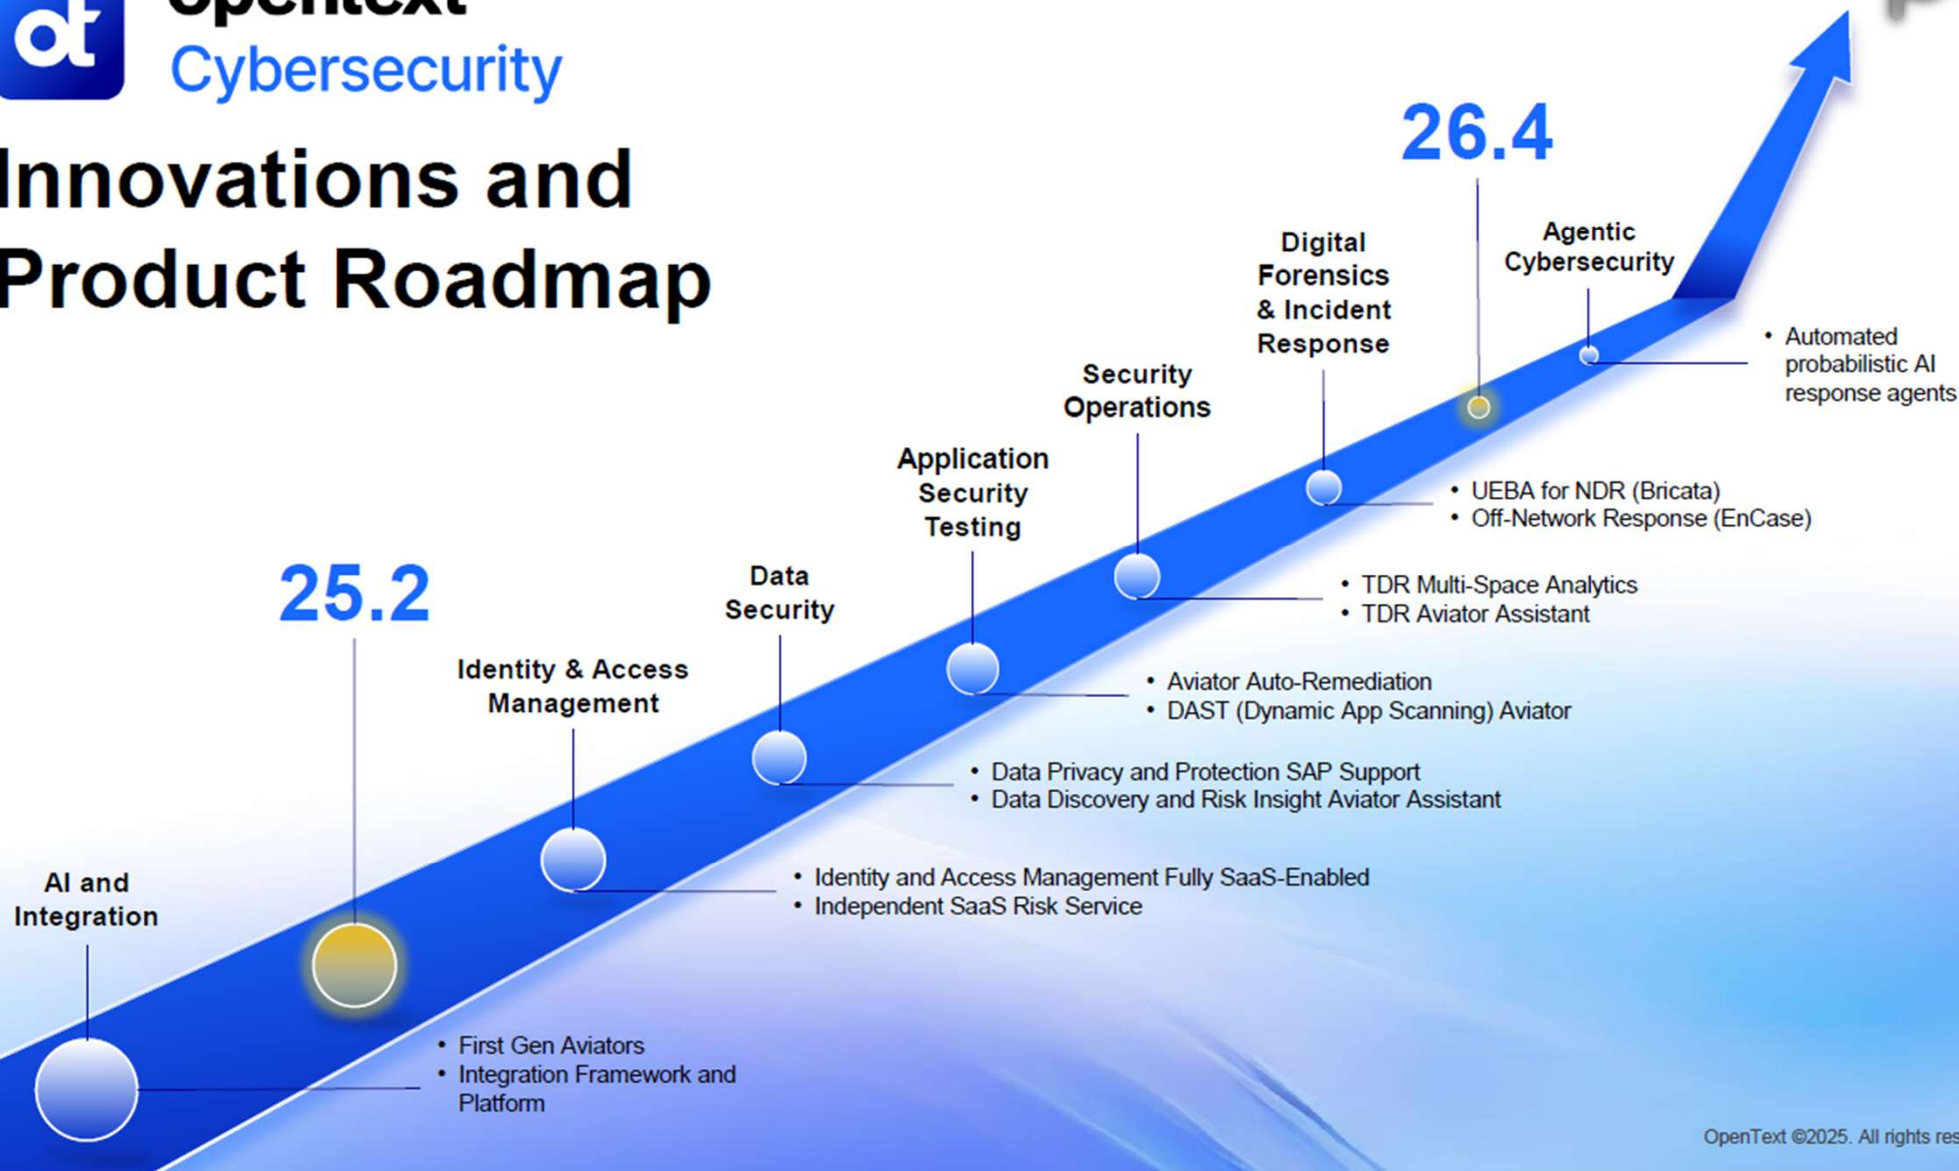 opentext
Cybersecurity
Innovations and
Product Roadmap
26.4
Agentic
Cybersecurity
Automated
probabilistic AI
response agents
Digital
Forensics
& Incident
Response
• UEBA for NDR (Bricata)
• Off-Network Response (EnCase)
Security
Operations
• TDR Multi-Space Analytics
• TDR Aviator Assistant
Application
Security
Testing
• Aviator Auto-Remediation
• DAST (Dynamic App Scanning) Aviator
Data
Security
• Data Privacy and Protection SAP Support
• Data Discovery and Risk Insight Aviator Assistant
25.2
Identity & Access
Management
• Identity and Access Management Fully SaaS-Enabled
• Independent SaaS Risk Service
AI and
Integration
• First Gen Aviators
• Integration Framework and
Platform
OpenText ©2025. All rights res